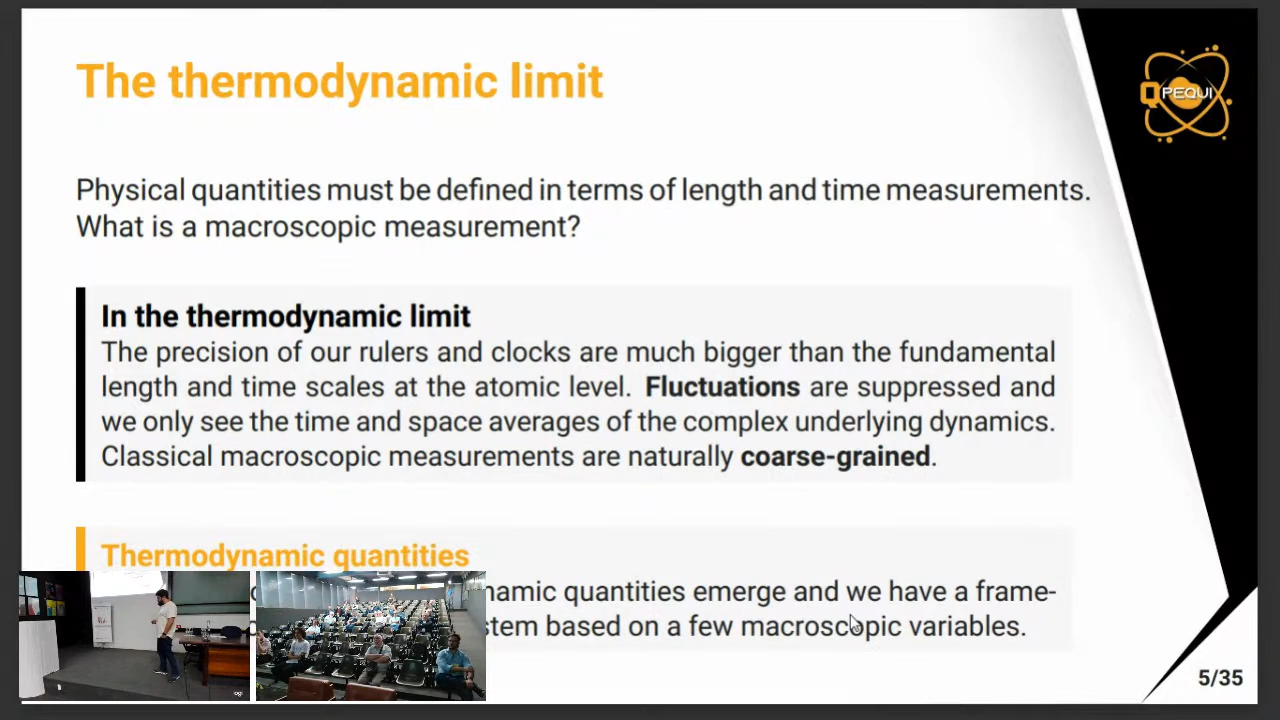 The thermodynamic limit
QPEQUI
Physical quantities must be defined in terms of length and time measurements.
What is a macroscopic measurement?
In the thermodynamic limit
The precision of our rulers and clocks are much bigger than the fundamental
length and time scales at the atomic level. Fluctuations are suppressed and
we only see the time and space averages of the complex underlying dynamics.
Classical macroscopic measurements are naturally coarse-grained.
Thermodynamic quantities
quantities emerge and we have a frame-
based on a few macroscopic variables.
5/35